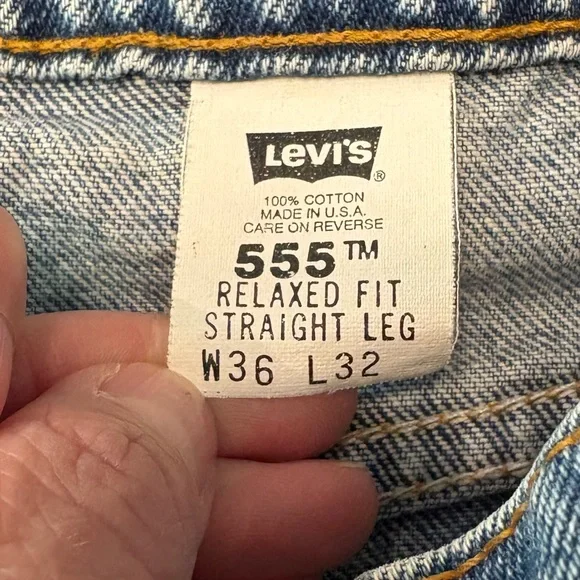 Levi's ®
100% COTTON
MADE IN U.S.A.
CARE ON REVERSE
555™
RELAXED FIT
STRAIGHT LEG
W36 L32